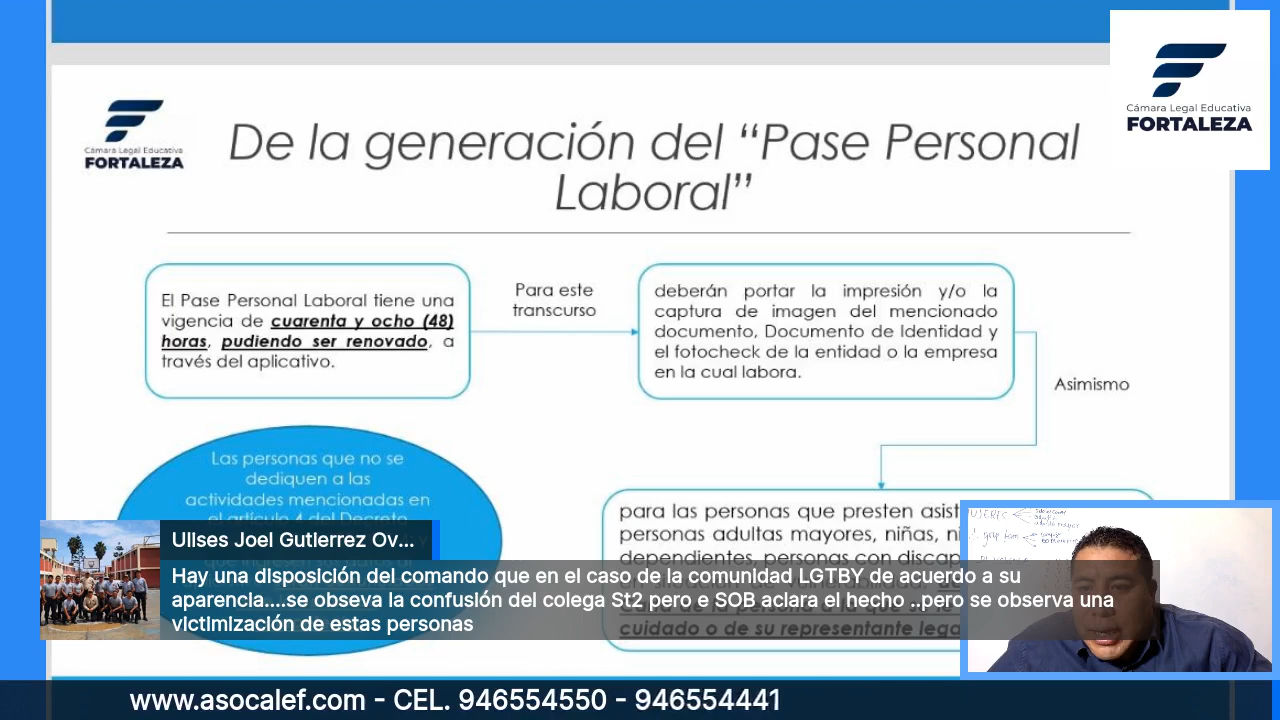 Cámara Legal Educativa
FORTALEZA
Cámara Legal Educativa
FORTALEZA
De la generación del “Pase Personal
Laboral”
El Pase Personal Laboral tiene una
vigencia de cuarenta y ocho (48)
horas, pudiendo ser renovado, a
través del aplicativo.
Para este
transcurso
deberán portar la impresión y/o la
captura de imagen del mencionado
documento, Documento de Identidad y
el fotocheck de la entidad o la empresa
en la cual labora.
Asimismo
Las personas que no se
dediquen a las
actividades mencionadas en
el artículo 4 del Decreto
para las personas que presten asist
personas adultas mayores, niñas, ni
dependientes, personas con discap
cuidado o de su representante lega
Ulises Joel Gutierrez Ov...
Hay una disposición del comando que en el caso de la comunidad LGTBY de acuerdo a su
aparencia....se obseva la confusión del colega St2 pero e SOB aclara el hecho ..pero se observa una
victimización de estas personas
www.asocalef.com - CEL. 946554550 - 946554441